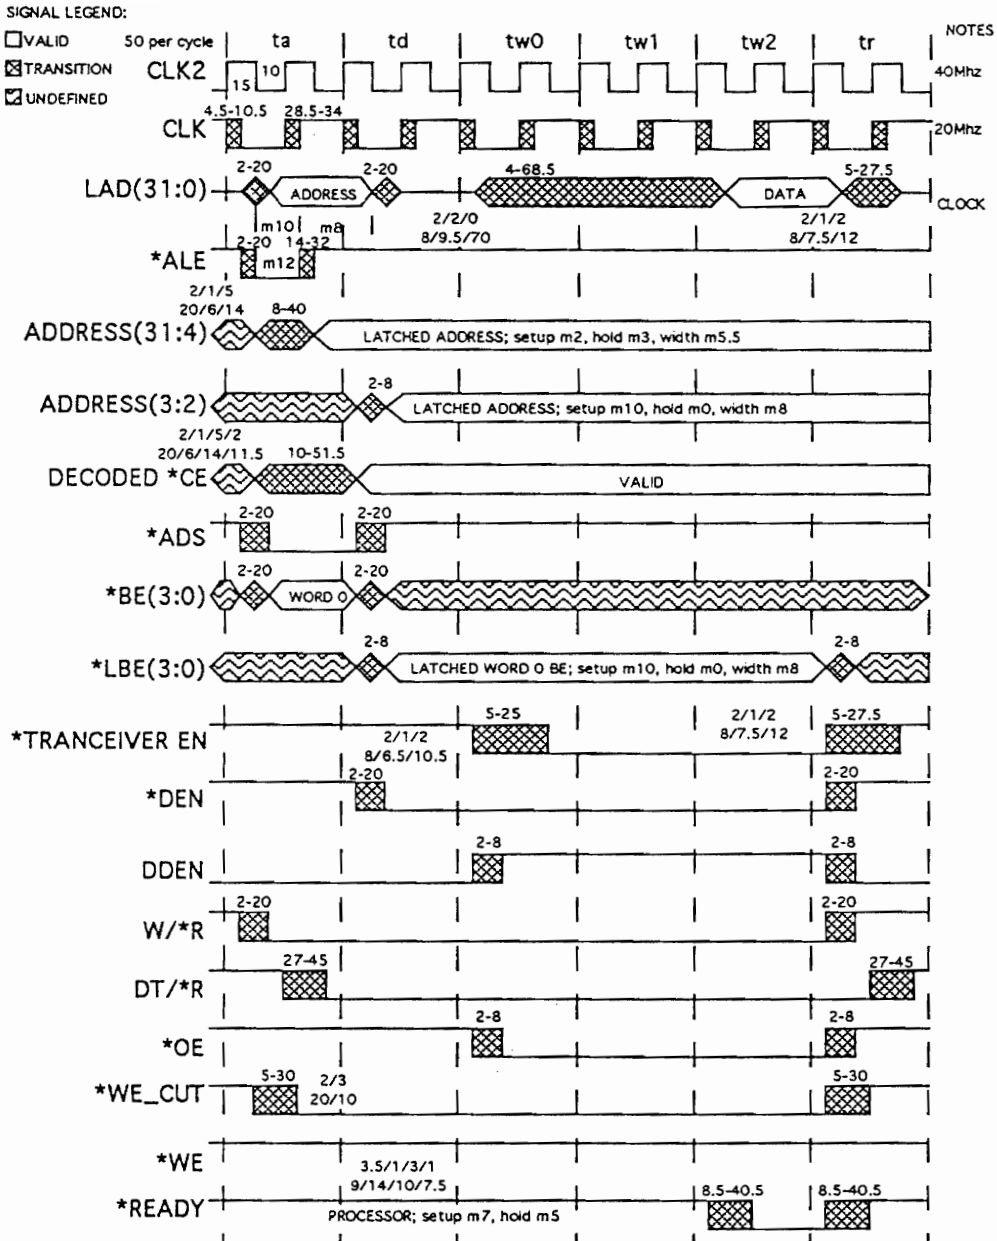 SIGNAL LEGEND:
VALID
TRANSITION
UNDEFINED
50 per cycle ta td tw0 tw1 tw2 tr NOTES
CLK2 15 10 40Mhz
4.5-10.5 28.5-34
CLK 20Mhz
2-20 2-20 4-68.5 5-27.5
LAD(31:0) ADDRESS DATA CLOCK
m10 m8 2/2/0 2/1/2
2-20 14-32 8/9.5/70 8/7.5/12
*ALE m12
2/1/5
20/6/14 8-40
ADDRESS(31:4) LATCHED ADDRESS; setup m2, hold m3, width m5.5
2-8
ADDRESS(3:2) LATCHED ADDRESS; setup m10, hold m0, width m8
2/1/5/2
20/6/14/11.5 10-51.5
DECODED *CE VALID
2-20 2-20
*ADS
2-20 2-20
*BE(3:0) WORD 0
2-8 2-8
*LBE(3:0) LATCHED WORD 0 BE; setup m10, hold m0, width m8
5-25 2/1/2 5-27.5
*TRANCEIVER EN 2/1/2 8/7.5/12
8/6.5/10.5
2-20 2-20
*DEN
2-8 2-8
DDEN
2-20 2-20
W/*R
27-45 27-45
DT/*R
2-8 2-8
*OE
5-30 2/3 5-30
*WE_CUT 20/10
*WE 3.5/1/3/1
9/14/10/7.5 8.5-40.5 8.5-40.5
*READY PROCESSOR; setup m7, hold m5